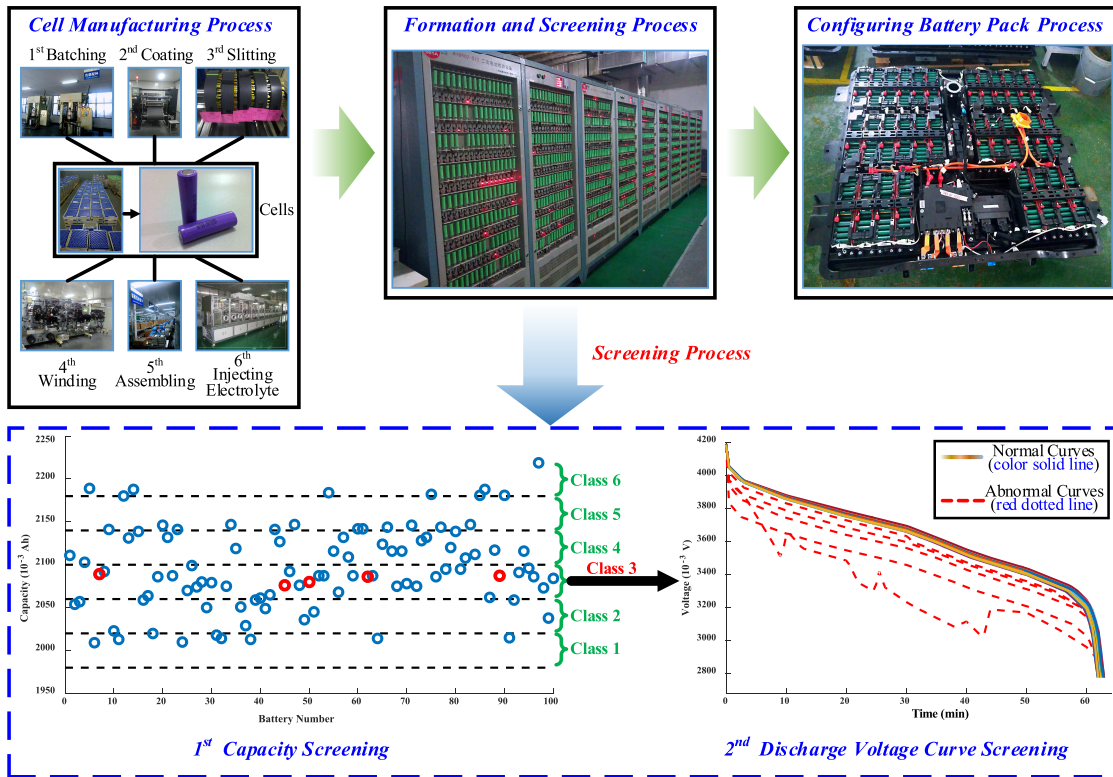 Cell Manufacturing Process
1st Batching
2nd Coating
3rd Slitting
Cells
4th
Winding
5th
Assembling
6th
Injecting
Electrolyte
Formation and Screening Process
Configuring Battery Pack Process
Screening Process
2250
2200
2150
2100
2050
2000
1950
Capacity (10-3 Ah)
0
10
20
30
40
50
60
70
80
90
100
Battery Number
Class 6
Class 5
Class 4
Class 3
Class 2
Class 1
1st Capacity Screening
4200
4000
3800
3600
3400
3200
3000
2800
Voltage (10-3 V)
0
10
20
30
40
50
60
Time (min)
Normal Curves
(color solid line)
Abnormal Curves
(red dotted line)
2nd Discharge Voltage Curve Screening